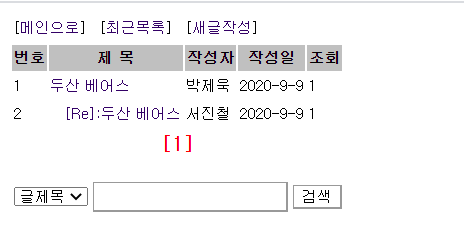 [메인으로] [최근목록] [새글작성]
번호 제 목 작성자 작성일 조회
1 두산 베어스 박제욱 2020-9-9 1
2 [Re]:두산 베어스 서진철 2020-9-9 1
[1]
글제목 검색